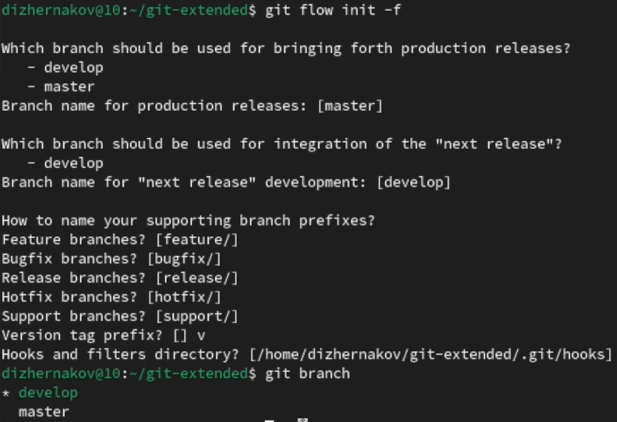 dizhernakov@10:~/git-extended$ git flow init -f
Which branch should be used for bringing forth production releases?
- develop
- master
Branch name for production releases: [master]
Which branch should be used for integration of the "next release"?
- develop
Branch name for "next release" development: [develop]
How to name your supporting branch prefixes?
Feature branches? [feature/]
Bugfix branches? [bugfix/]
Release branches? [release/]
Hotfix branches? [hotfix/]
Support branches? [support/]
Version tag prefix? [] v
Hooks and filters directory? [/home/dizhernakov/git-extended/.git/hooks]
dizhernakov@10:~/git-extended$ git branch
* develop
master